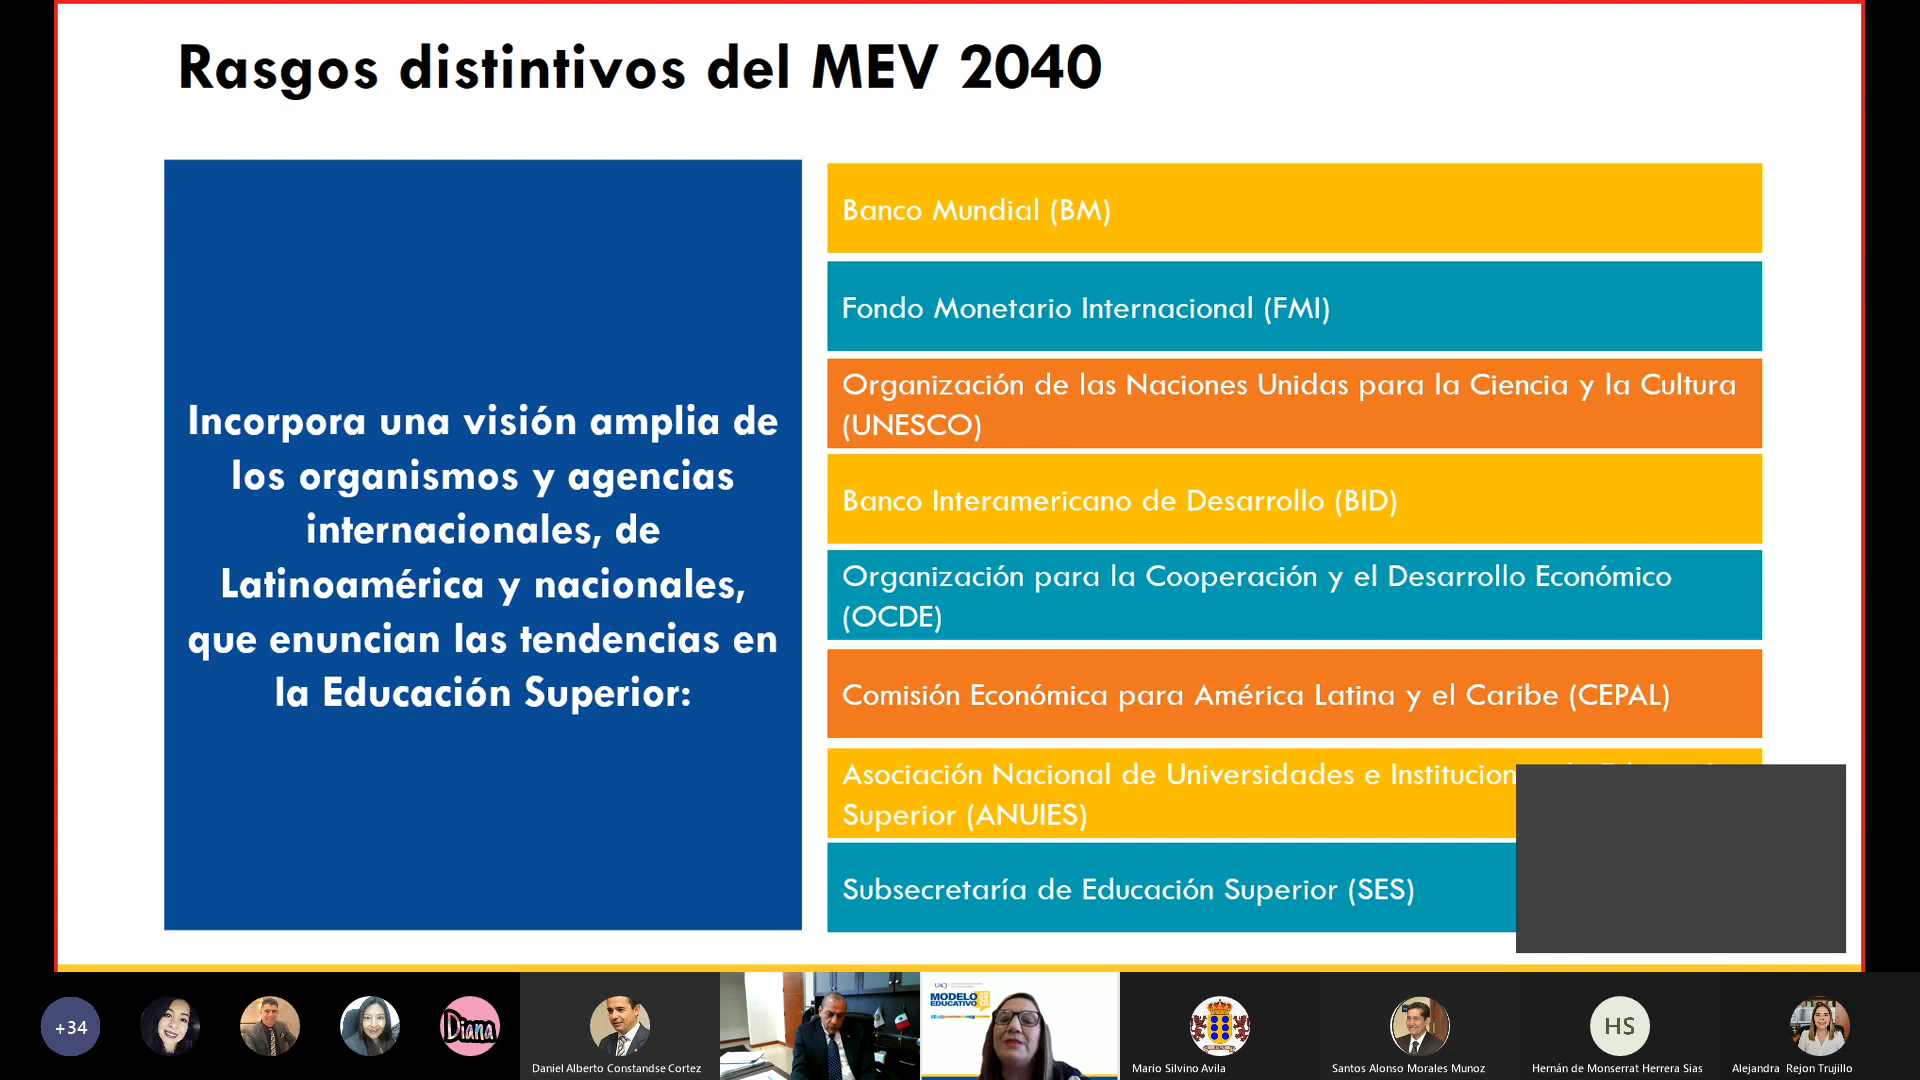 Rasgos distintivos del MEV 2040
Incorpora una visión amplia de
los organismos y agencias
internacionales, de
Latinoamérica y nacionales,
que enuncian las tendencias en
la Educación Superior:
Banco Mundial (BM)
Fondo Monetario Internacional (FMI)
Organización de las Naciones Unidas para la Ciencia y la Cultura
(UNESCO)
Banco Interamericano de Desarrollo (BID)
Organización para la Cooperación y el Desarrollo Económico
(OCDE)
Comisión Económica para América Latina y el Caribe (CEPAL)
Asociación Nacional de Universidades e
Superior (ANUIES)
Subsecretaría de Educación Superior (SES)
+34
Diana
Daniel Alberto Constandse Cortez
UACJ
MODELO
EDUCATIVO
Mario Silvino Avila
Santos Alonso Morales Munoz
HS
Hernán de Monserrat Herrera Sias
Alejandra Rejon Trujillo